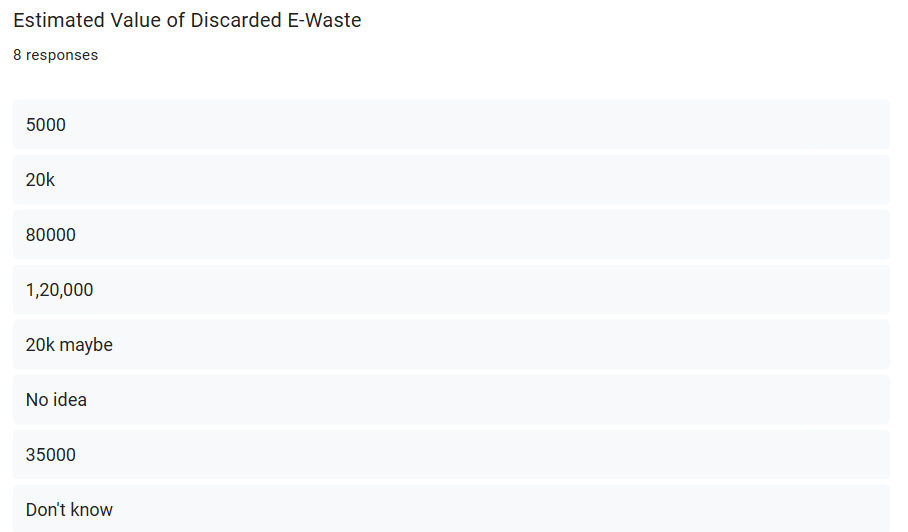 Estimated Value of Discarded E-Waste
8 responses
5000
20k
80000
1,20,000
20k maybe
No idea
35000
Don't know